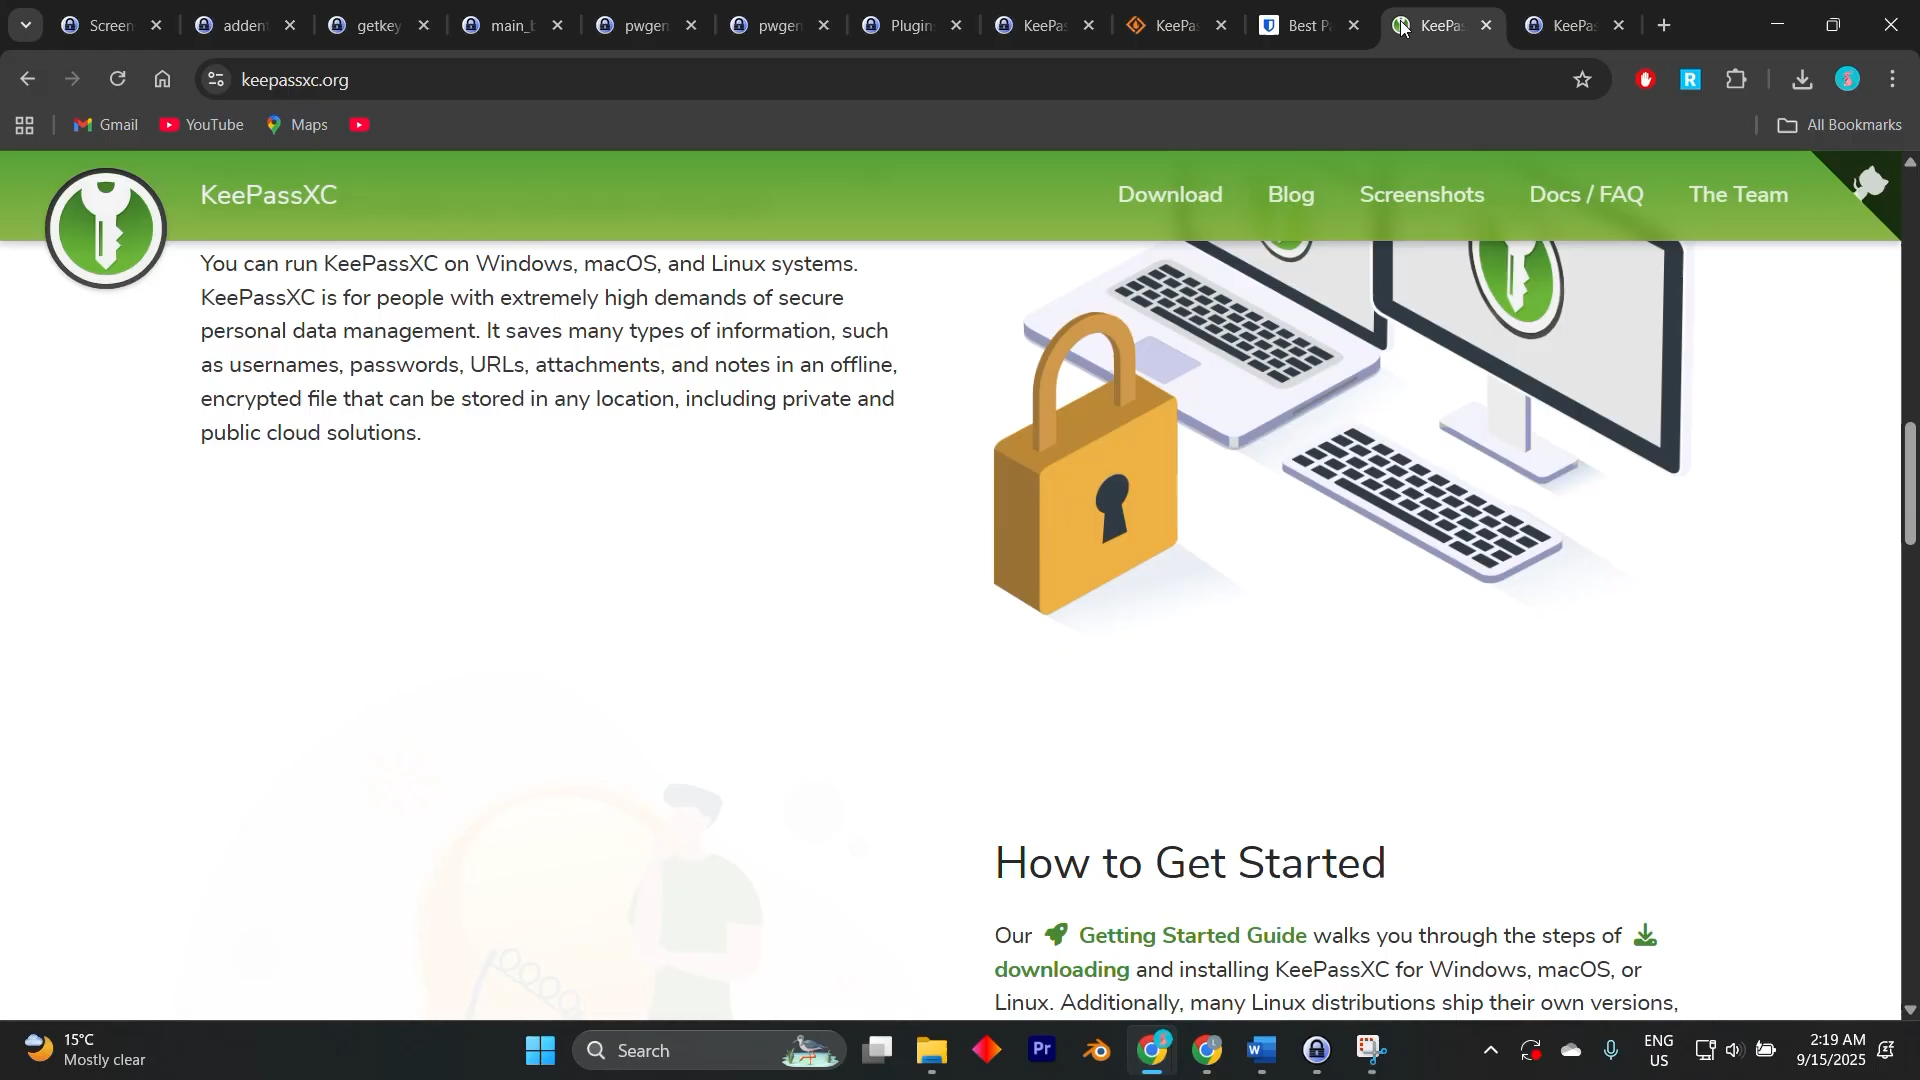 Screen
addent
getkey
main_b
pwgen
pwgen
Plugin
KeePas
KeePas
Best P
KeePas
KeePas
keepassxc.org
R
Gmail
YouTube
Maps
All Bookmarks
KeePassXC
Download
Blog
Screenshots
Docs / FAQ
The Team
You can run KeePassXC on Windows, macOS, and Linux systems.
KeePassXC is for people with extremely high demands of secure
personal data management. It saves many types of information, such
as usernames, passwords, URLs, attachments, and notes in an offline,
encrypted file that can be stored in any location, including private and
public cloud solutions.
How to Get Started
Our Getting Started Guide walks you through the steps of
downloading and installing KeePassXC for Windows, macOS, or
Linux. Additionally, many Linux distributions ship their own versions,
15°C
Mostly clear
Search
Pr
W
ENG
US
2:19 AM
9/15/2025